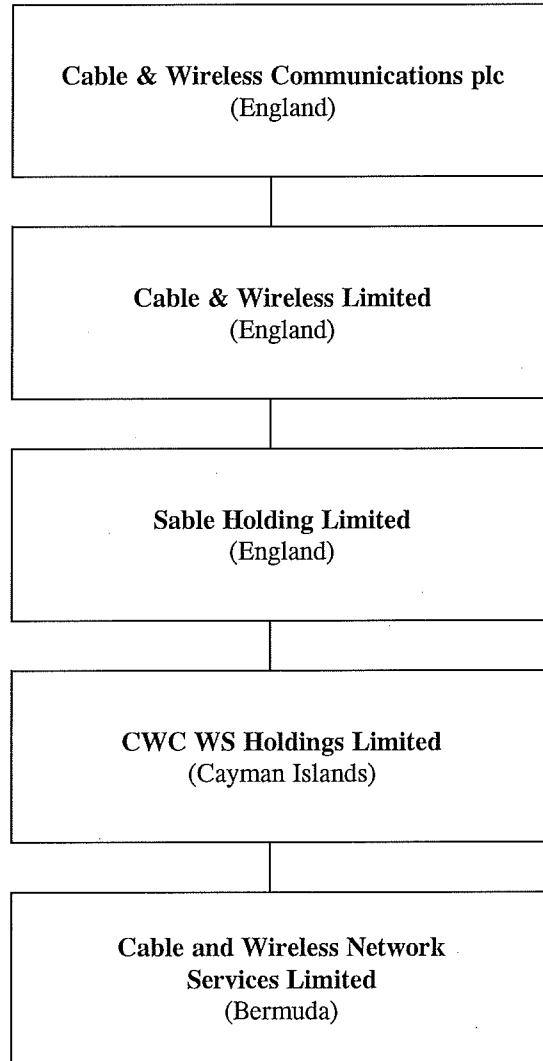 Cable & Wireless Communications plc
(England)
Cable & Wireless Limited
(England)
Sable Holding Limited
(England)
CWC WS Holdings Limited
(Cayman Islands)
Cable and Wireless Network
Services Limited
(Bermuda)